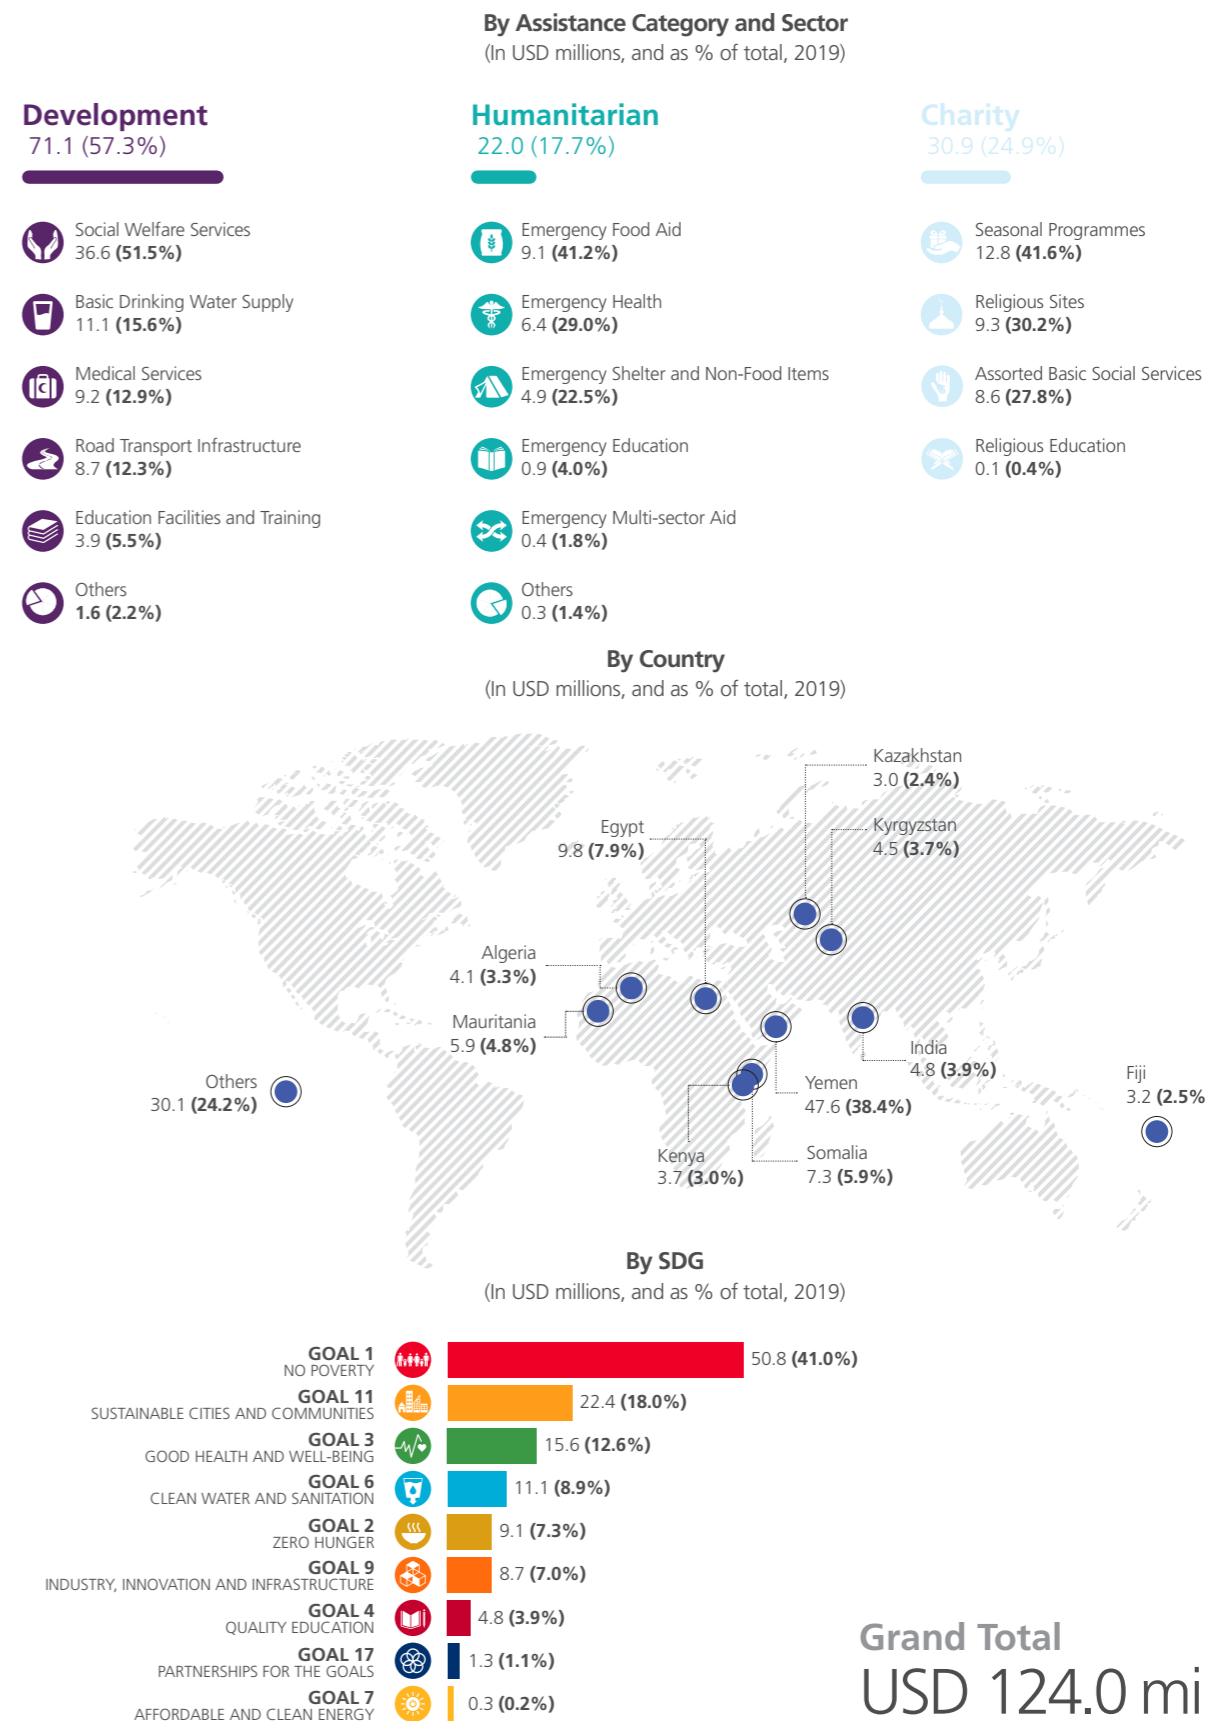 By Assistance Category and Sector
(In USD millions, and as % of total, 2019)
Development
71.1 (57.3%)
Social Welfare Services
36.6 (51.5%)
Basic Drinking Water Supply
11.1 (15.6%)
Medical Services
9.2 (12.9%)
Road Transport Infrastructure
8.7 (12.3%)
Education Facilities and Training
3.9 (5.5%)
Others
1.6 (2.2%)
Humanitarian
22.0 (17.7%)
Emergency Food Aid
9.1 (41.2%)
Emergency Health
6.4 (29.0%)
Emergency Shelter and Non-Food Items
4.9 (22.5%)
Emergency Education
0.9 (4.0%)
Emergency Multi-sector Aid
0.4 (1.8%)
Others
0.3 (1.4%)
Charity
30.9 (24.9%)
Seasonal Programmes
12.8 (41.6%)
Religious Sites
9.3 (30.2%)
Assorted Basic Social Services
8.6 (27.8%)
Religious Education
0.1 (0.4%)
By Country
(In USD millions, and as % of total, 2019)
Kazakhstan
3.0 (2.4%)
Egypt
9.8 (7.9%)
Kyrgyzstan
4.5 (3.7%)
Algeria
4.1 (3.3%)
Mauritania
5.9 (4.8%)
India
4.8 (3.9%)
Others
30.1 (24.2%)
Yemen
47.6 (38.4%)
Fiji
3.2 (2.5%
Kenya
3.7 (3.0%)
Somalia
7.3 (5.9%)
By SDG
(In USD millions, and as % of total, 2019)
GOAL 1
NO POVERTY
50.8 (41.0%)
GOAL 11
SUSTAINABLE CITIES AND COMMUNITIES
22.4 (18.0%)
GOAL 3
GOOD HEALTH AND WELL-BEING
15.6 (12.6%)
GOAL 6
CLEAN WATER AND SANITATION
11.1 (8.9%)
GOAL 2
ZERO HUNGER
9.1 (7.3%)
GOAL 9
INDUSTRY, INNOVATION AND INFRASTRUCTURE
8.7 (7.0%)
GOAL 4
QUALITY EDUCATION
4.8 (3.9%)
GOAL 17
PARTNERSHIPS FOR THE GOALS
1.3 (1.1%)
GOAL 7
AFFORDABLE AND CLEAN ENERGY
0.3 (0.2%)
Grand Total
USD 124.0 mi